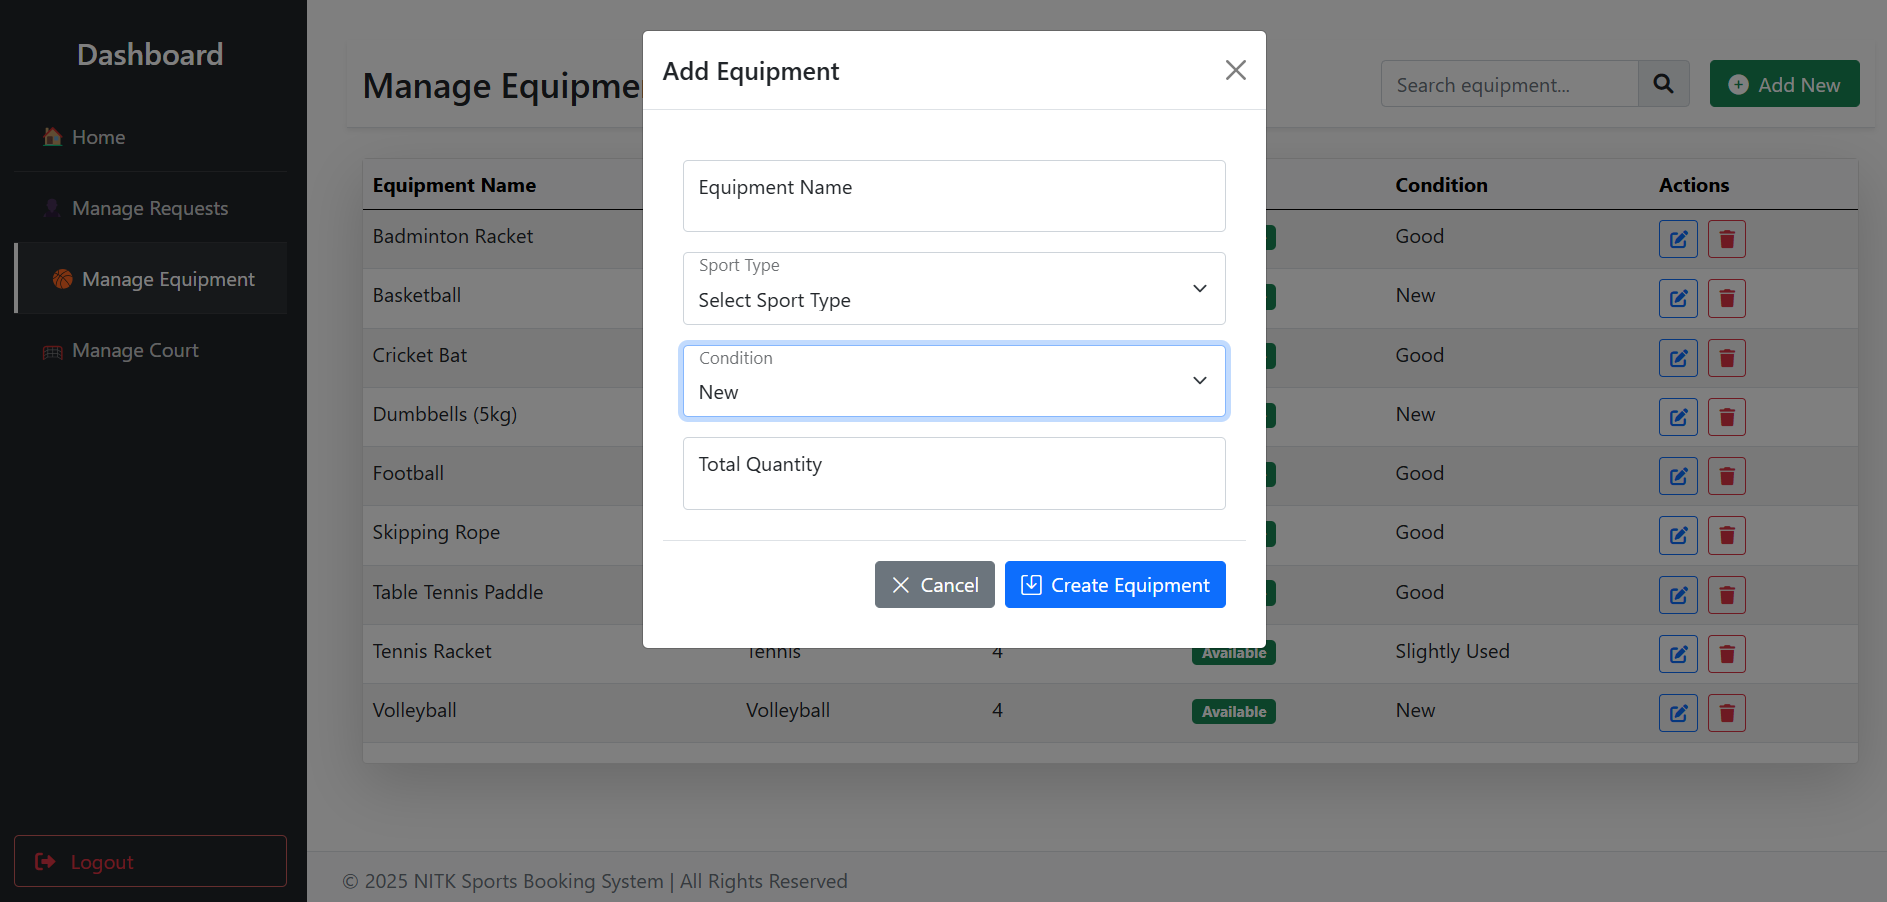 Dashboard
Home
Manage Requests
Manage Equipment
Manage Court
Logout
Manage Equipme
Search equipment...
Add New
Equipment Name
Condition
Actions
Badminton Racket
Good
Basketball
New
Cricket Bat
Good
Dumbbells (5kg)
New
Football
Good
Skipping Rope
Good
Table Tennis Paddle
Good
Tennis Racket
Tennis
4
Available
Slightly Used
Volleyball
Volleyball
4
Available
New
Add Equipment
Equipment Name
Sport Type
Select Sport Type
Condition
New
Total Quantity
Cancel
Create Equipment
© 2025 NITK Sports Booking System | All Rights Reserved